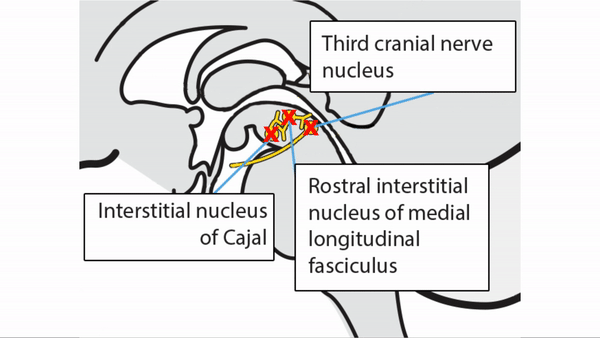 Third cranial nerve
nucleus
Interstitial nucleus
of Cajal
Rostral interstitial
nucleus of medial
longitudinal
fasciculus